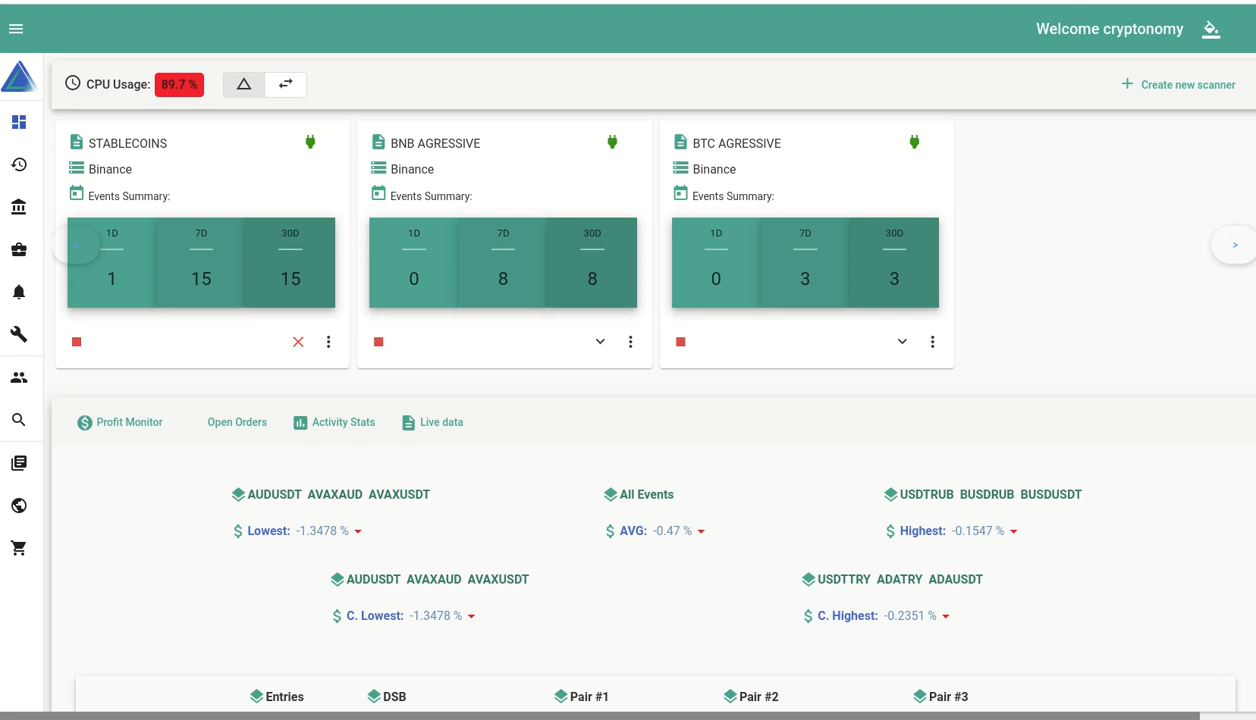 Welcome cryptonomy
CPU Usage: 89.7 %
Create new scanner
STABLECOINS
Binance
Events Summary:
1D 7D 30D
1 15 15
BNB AGRESSIVE
Binance
Events Summary:
1D 7D 30D
0 8 8
BTC AGRESSIVE
Binance
Events Summary:
1D 7D 30D
0 3 3
>
Profit Monitor Open Orders Activity Stats Live data
AUDUSDT AVAXAUD AVAXUSDT
Lowest: -1.3478 %
All Events
AVG: -0.47 %
USDTRUB BUSDRUB BUSDUSDT
Highest: -0.1547 %
AUDUSDT AVAXAUD AVAXUSDT
C. Lowest: -1.3478 %
USDTTRY ADATRY ADAUSDT
C. Highest: -0.2351 %
Entries DSB Pair #1 Pair #2 Pair #3